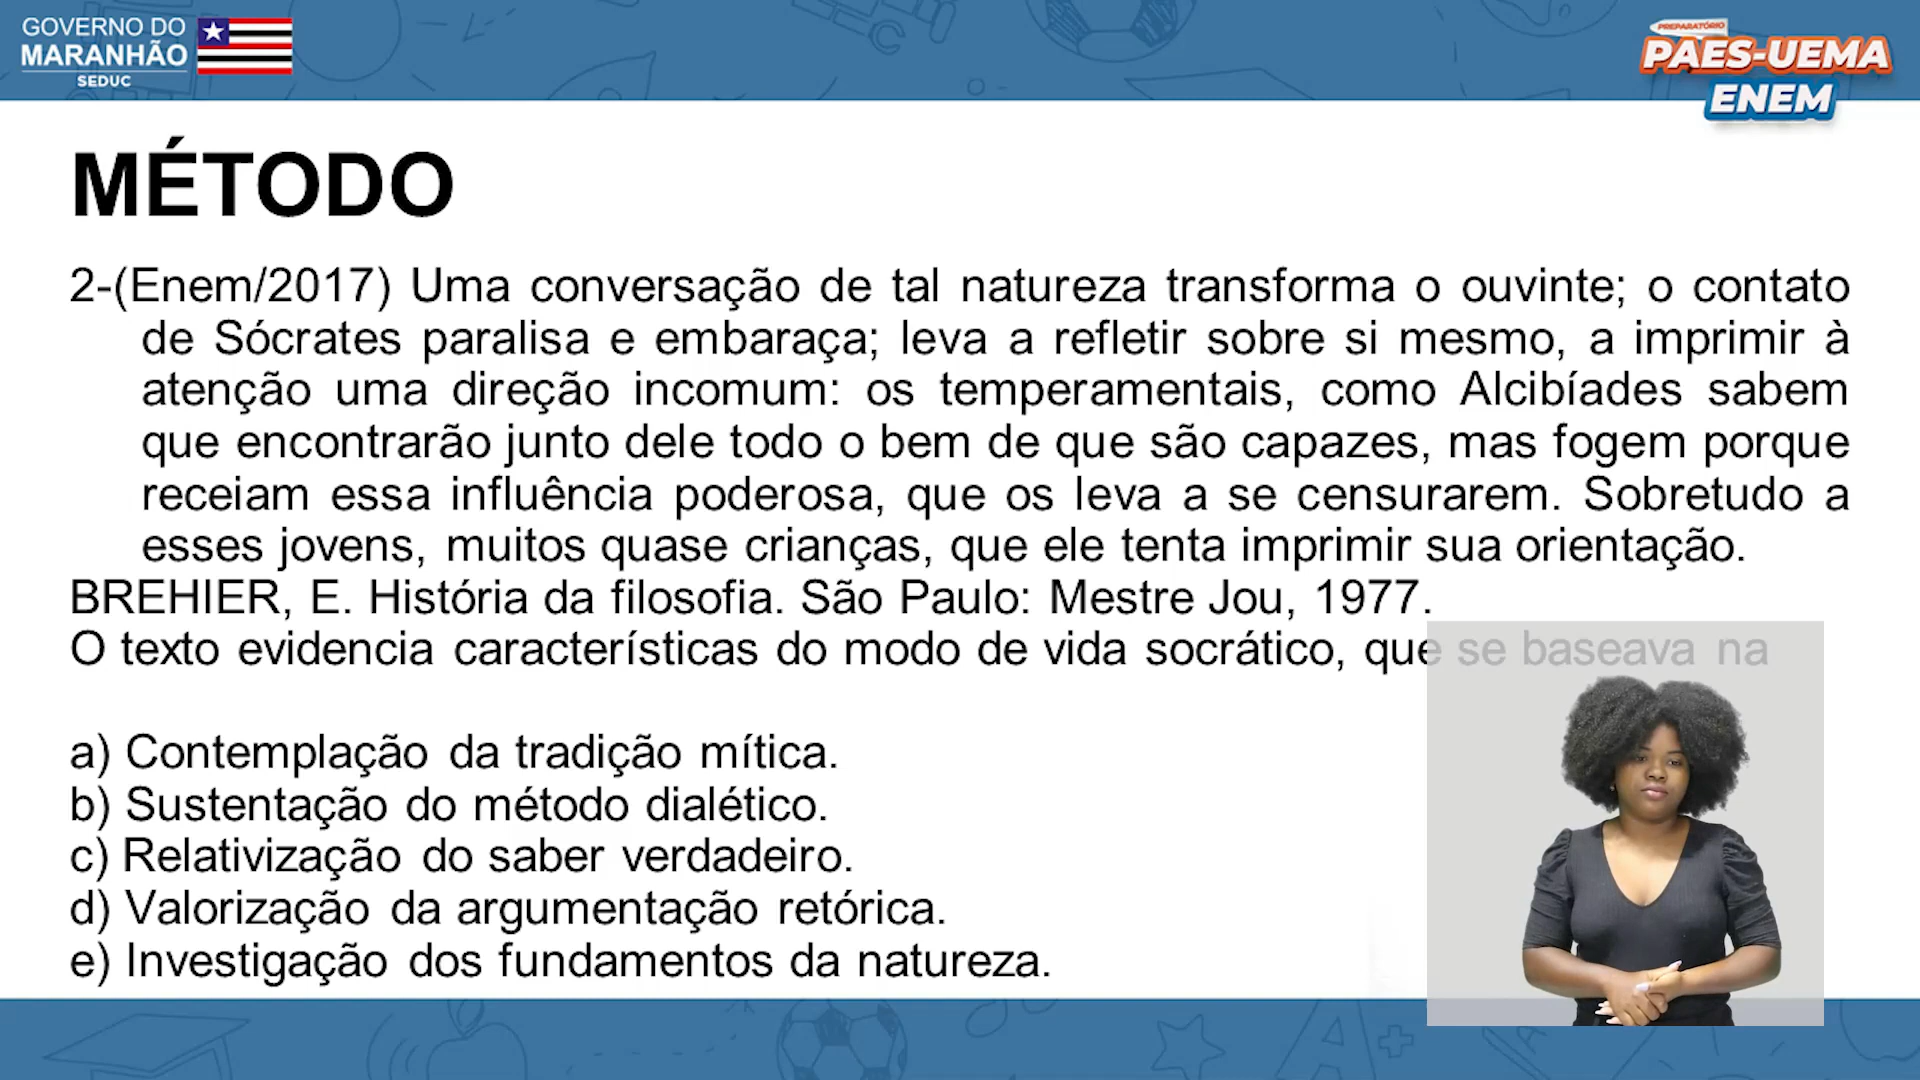 GOVERNO DO
MARANHÃO
SEDUC
PREPARATÓRIO
PAES-UEMA
ENEM
MÉTODO
2-(Enem/2017) Uma conversação de tal natureza transforma o ouvinte; o contato
de Sócrates paralisa e embaraça; leva a refletir sobre si mesmo, a imprimir à
atenção uma direção incomum: os temperamentais, como Alcibíades sabem
que encontrarão junto dele todo o bem de que são capazes, mas fogem porque
receiam essa influência poderosa, que os leva a se censurarem. Sobretudo a
esses jovens, muitos quase crianças, que ele tenta imprimir sua orientação.
BREHIER, E. História da filosofia. São Paulo: Mestre Jou, 1977.
O texto evidencia características do modo de vida socrático, que se baseava na
a) Contemplação da tradição mítica.
b) Sustentação do método dialético.
c) Relativização do saber verdadeiro.
d) Valorização da argumentação retórica.
e) Investigação dos fundamentos da natureza.